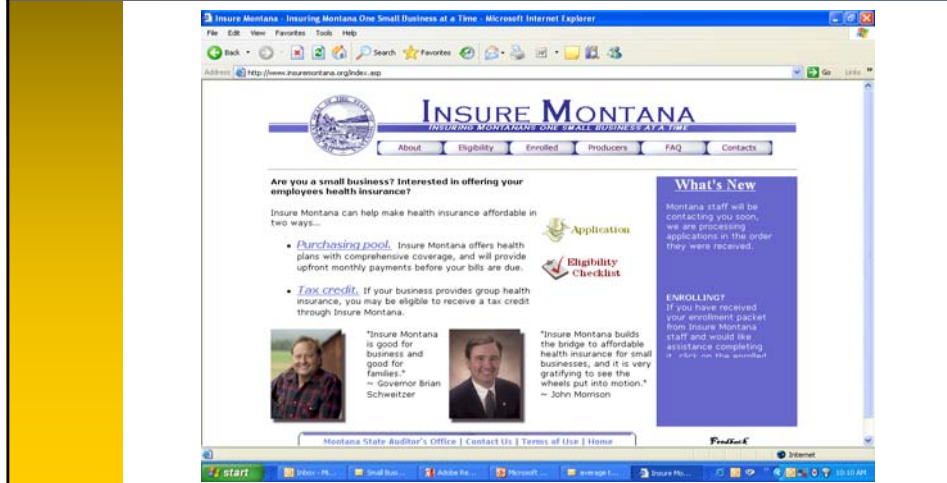 Insure Montana - Insuring Montana One Small Business at a Time - Microsoft Internet Explorer
File Edit View Favorites Tools Help
Back Search Favorites
Address http://www.insuremontana.org/index.asp Go Links
INSURE MONTANA
INSURING MONTANANS ONE SMALL BUSINESS AT A TIME
About Eligibility Enrolled Producers FAQ Contacts
Are you a small business? Interested in offering your
employees health insurance?
Insure Montana can help make health insurance affordable in
two ways...
• Purchasing pool. Insure Montana offers health
plans with comprehensive coverage, and will provide
upfront monthly payments before your bills are due.
• Tax credit. If your business provides group health
insurance, you may be eligible to receive a tax credit
through Insure Montana.
Application
Eligibility
Checklist
"Insure Montana
is good for
business and
good for
families."
~ Governor Brian
Schweitzer
"Insure Montana builds
the bridge to affordable
health insurance for small
businesses, and it is very
gratifying to see the
wheels put into motion."
~ John Morrison
What's New
Montana staff will be
contacting you soon,
we are processing
applications in the order
they were received.
ENROLLING?
If you have received
your enrollment packet
from Insure Montana
staff and would like
assistance completing
it, click on the enrolled
Montana State Auditor's Office | Contact Us | Terms of Use | Home
Feedback
Internet
start Inbox - Mi... Small Bus... Adobe Re... Microsoft ... average t... Insure Mo... 10:10 AM